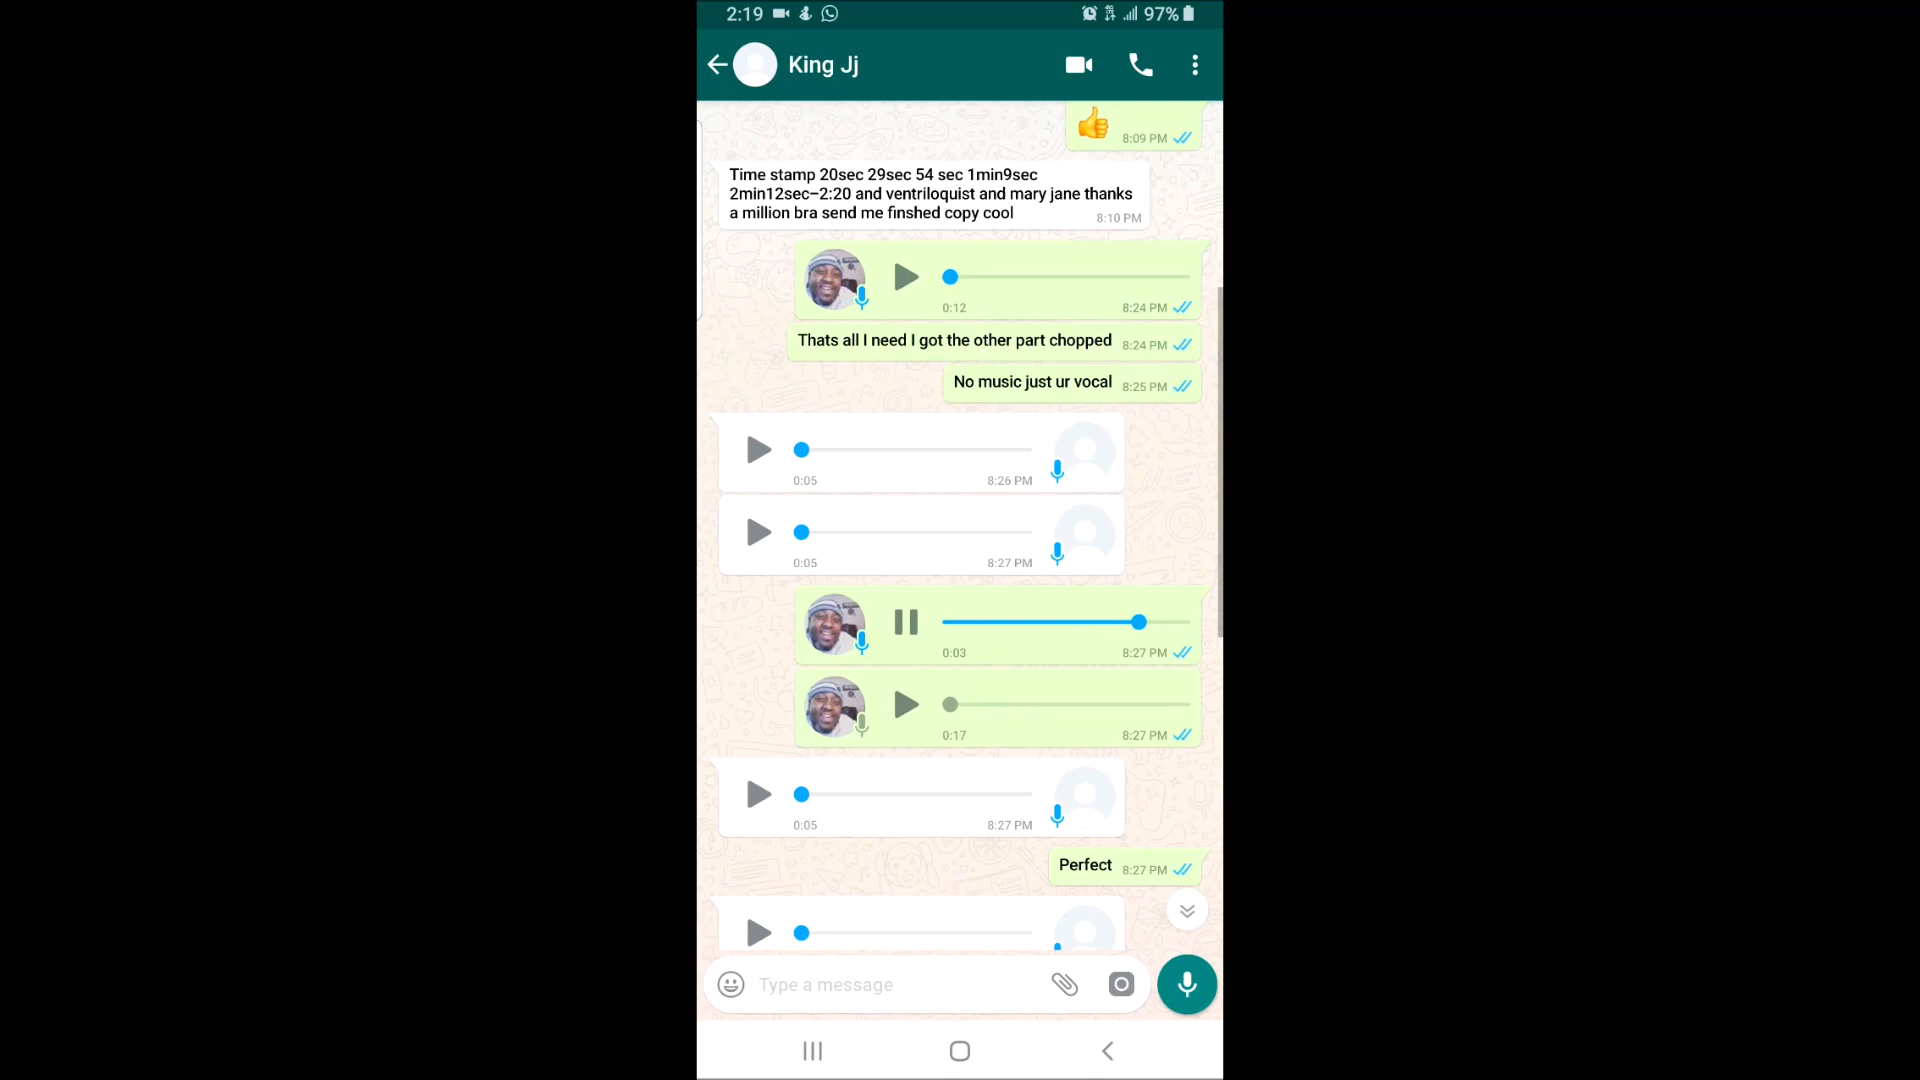 2:19
97%
King Jj
8:09 PM
Time stamp 20sec 29sec 54 sec 1min9sec
2min12sec–2:20 and ventriloquist and mary jane thanks
a million bra send me finshed copy cool
8:10 PM
0:12
8:24 PM
Thats all I need I got the other part chopped
8:24 PM
No music just ur vocal
8:25 PM
0:05
8:26 PM
0:05
8:27 PM
0:03
8:27 PM
0:17
8:27 PM
0:05
8:27 PM
Perfect
8:27 PM
Type a message